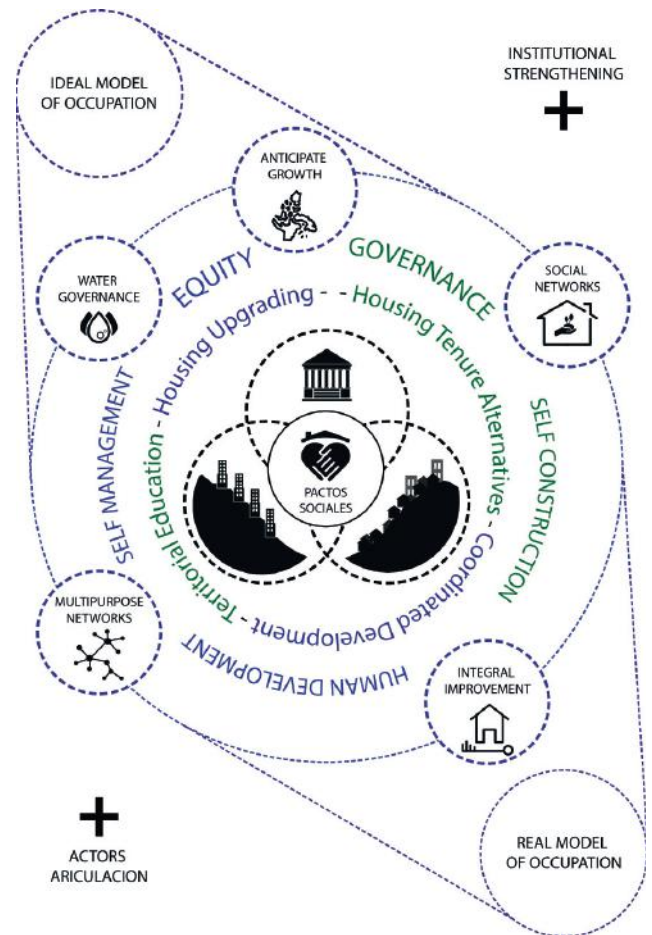 IDEAL MODEL
OF OCCUPATION
INSTITUTIONAL
STRENGTHENING
ANTICIPATE
GROWTH
WATER
GOVERNANCE
EQUITY
GOVERNANCE
SOCIAL
NETWORKS
SELF MANAGEMENT
SELF CONSTRUCTION
HUMAN DEVELOPMENT
Territorial Education - Housing Upgrading - - Housing Tenure Alternatives - Coordinated Development -
PACTOS
SOCIALES
MULTIPURPOSE
NETWORKS
INTEGRAL
IMPROVEMENT
ACTORS
ARICULACION
REAL MODEL
OF OCCUPATION